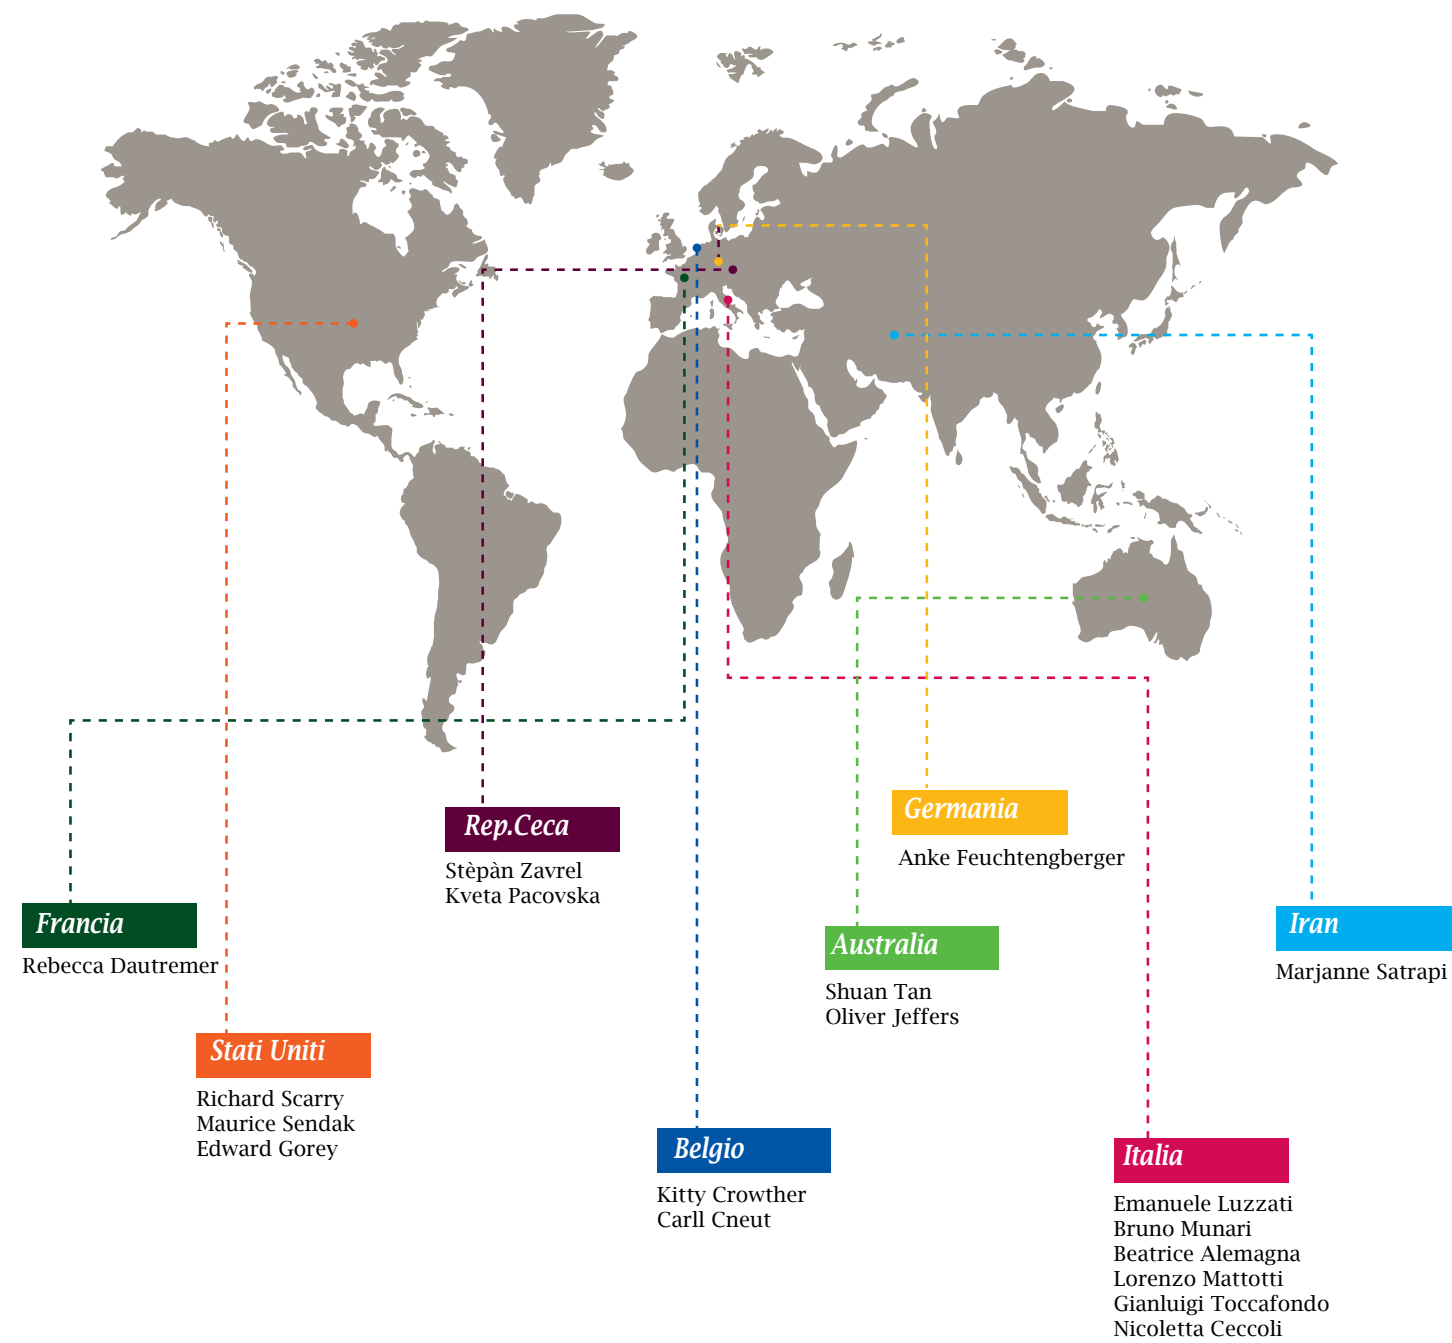 Rep.Ceca
Stèpàn Zavrel
Kveta Pacovska
Germania
Anke Feuchtengberger
Francia
Rebecca Dautremer
Australia
Shuan Tan
Oliver Jeffers
Iran
Marjanne Satrapi
Stati Uniti
Richard Scarry
Maurice Sendak
Edward Gorey
Belgio
Kitty Crowther
Carll Cneut
Italia
Emanuele Luzzati
Bruno Munari
Beatrice Alemagna
Lorenzo Mattotti
Gianluigi Toccafondo
Nicoletta Ceccoli